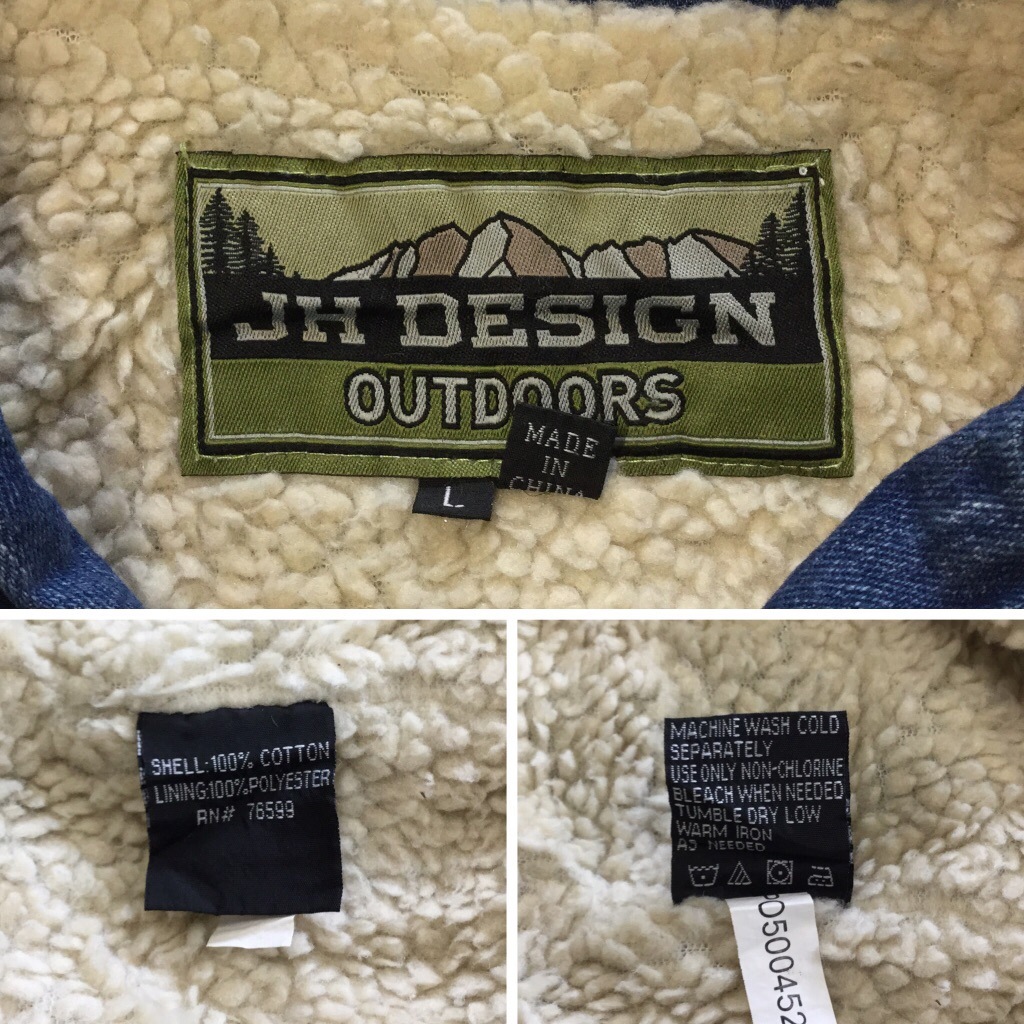 JH DESIGN
OUTDOORS
MADE
IN
CHINA
L
SHELL:100% COTTON
LINING:100%POLYESTER
RN# 76599
MACHINE WASH COLD
SEPARATELY
USE ONLY NON-CHLORINE
BLEACH WHEN NEEDED
TUMBLE DRY LOW
WARM IRON
AS NEEDED
PO500452